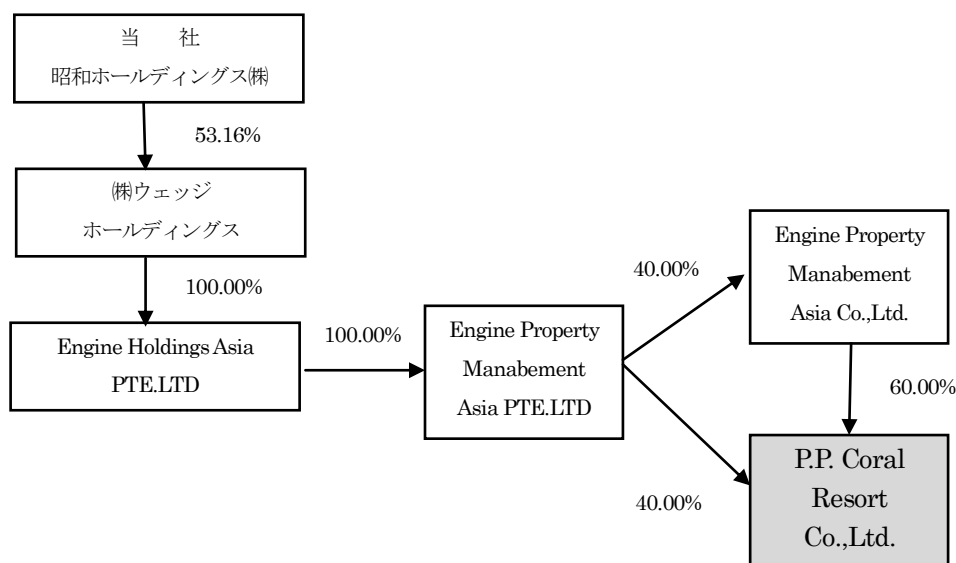 当　　社
昭和ホールディングス㈱
53.16%
㈱ウェッジ
ホールディングス
100.00%
Engine Holdings Asia
PTE.LTD
100.00%
Engine Property
Manabement
Asia PTE.LTD
40.00%
Engine Property
Manabement
Asia Co.,Ltd.
60.00%
40.00%
P.P. Coral
Resort
Co.,Ltd.